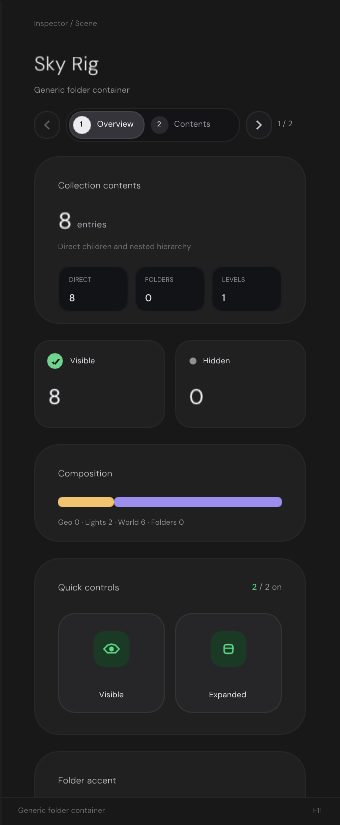 Inspector / Scene
Sky Rig
Generic folder container
1 Overview 2 Contents 1 / 2
Collection contents
8 entries
Direct children and nested hierarchy
DIRECT FOLDERS LEVELS
8 0 1
Visible Hidden
8 0
Composition
Geo 0 · Lights 2 · World 6 · Folders 0
Quick controls 2 / 2 on
Visible Expanded
Folder accent
Generic folder container